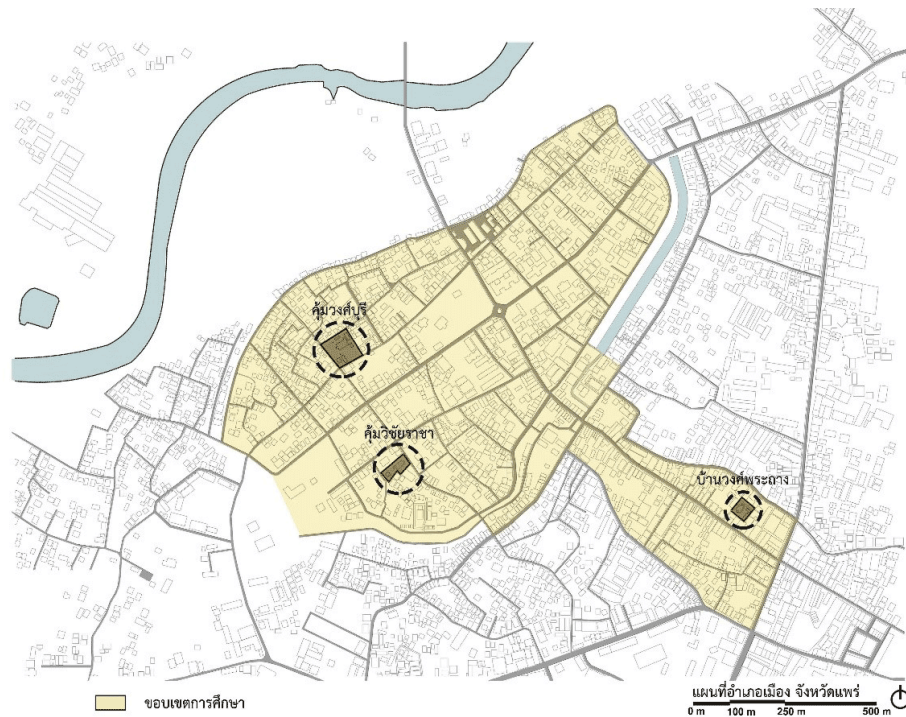 คุ้มวงศ์บุรี
คุ้มวิชัยราชา
บ้านวงศ์พระถาง
ขอบเขตการศึกษา
แผนที่อำเภอเมือง จังหวัดแพร่
0 m 100 m 250 m 500 m